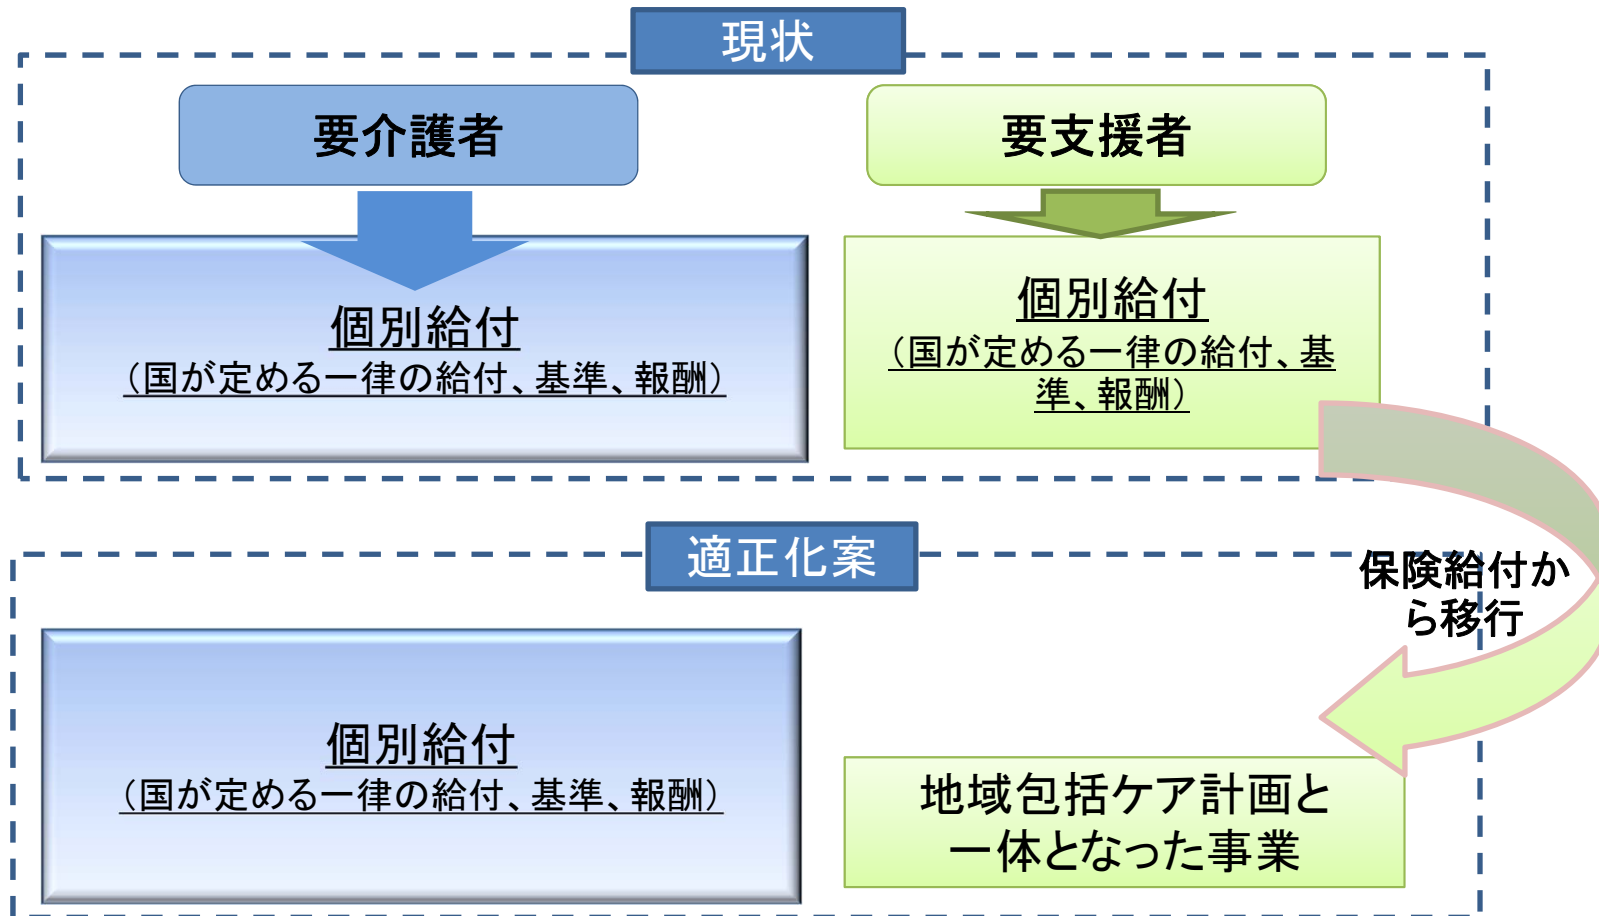 現状
要介護者
要支援者
個別給付
（国が定める一律の給付、基準、報酬）
個別給付
（国が定める一律の給付、基
準、報酬）
適正化案
保険給付か
ら移行
個別給付
（国が定める一律の給付、基準、報酬）
地域包括ケア計画と
一体となった事業